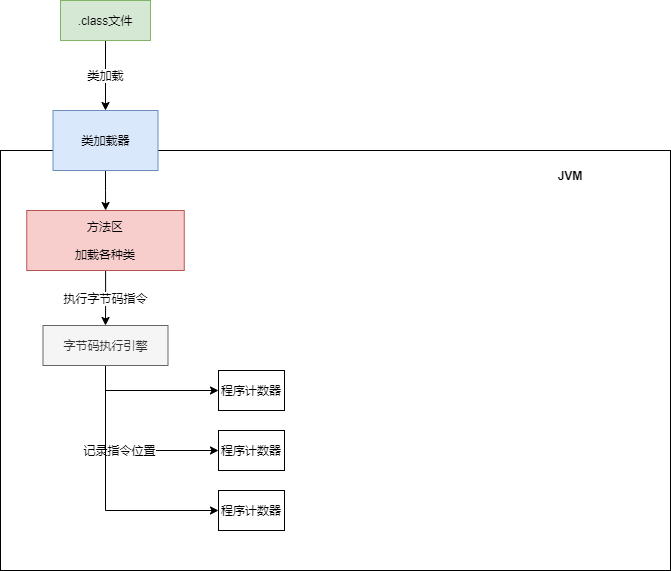 .class文件
类加载
类加载器
JVM
方法区
加载各种类
执行字节码指令
字节码执行引擎
程序计数器
记录指令位置
程序计数器
程序计数器